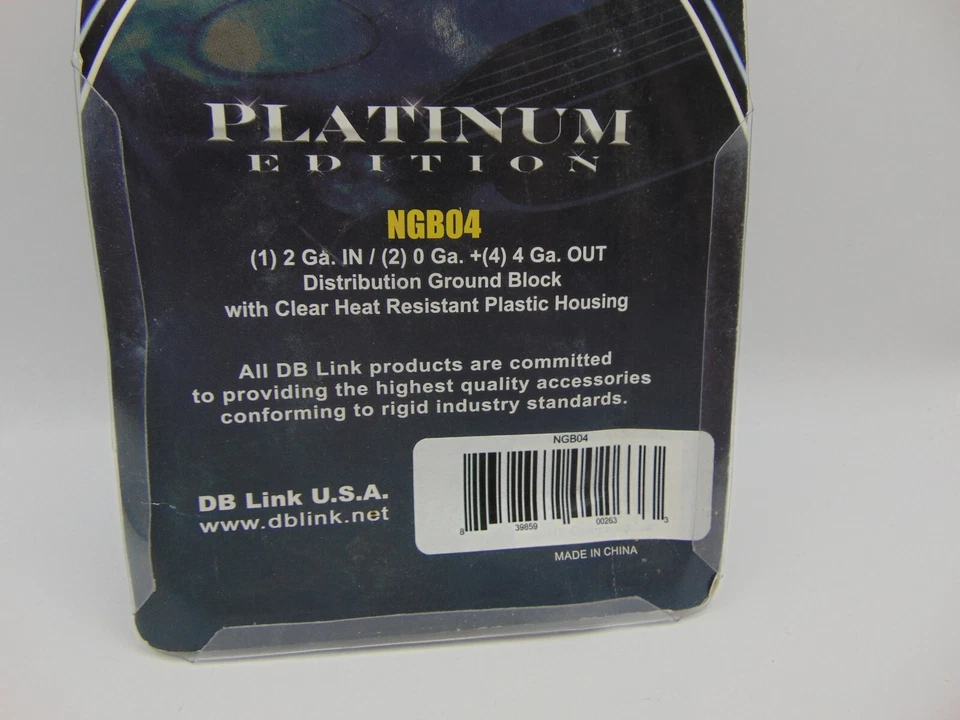 PLATINUM
EDITION
NGB04
(1) 2 Ga. IN / (2) 0 Ga. +(4) 4 Ga. OUT
Distribution Ground Block
with Clear Heat Resistant Plastic Housing
All DB Link products are committed
to providing the highest quality accessories
conforming to rigid industry standards.
DB Link U.S.A.
www.dblink.net
NGB04
8 39859 00263 3
MADE IN CHINA